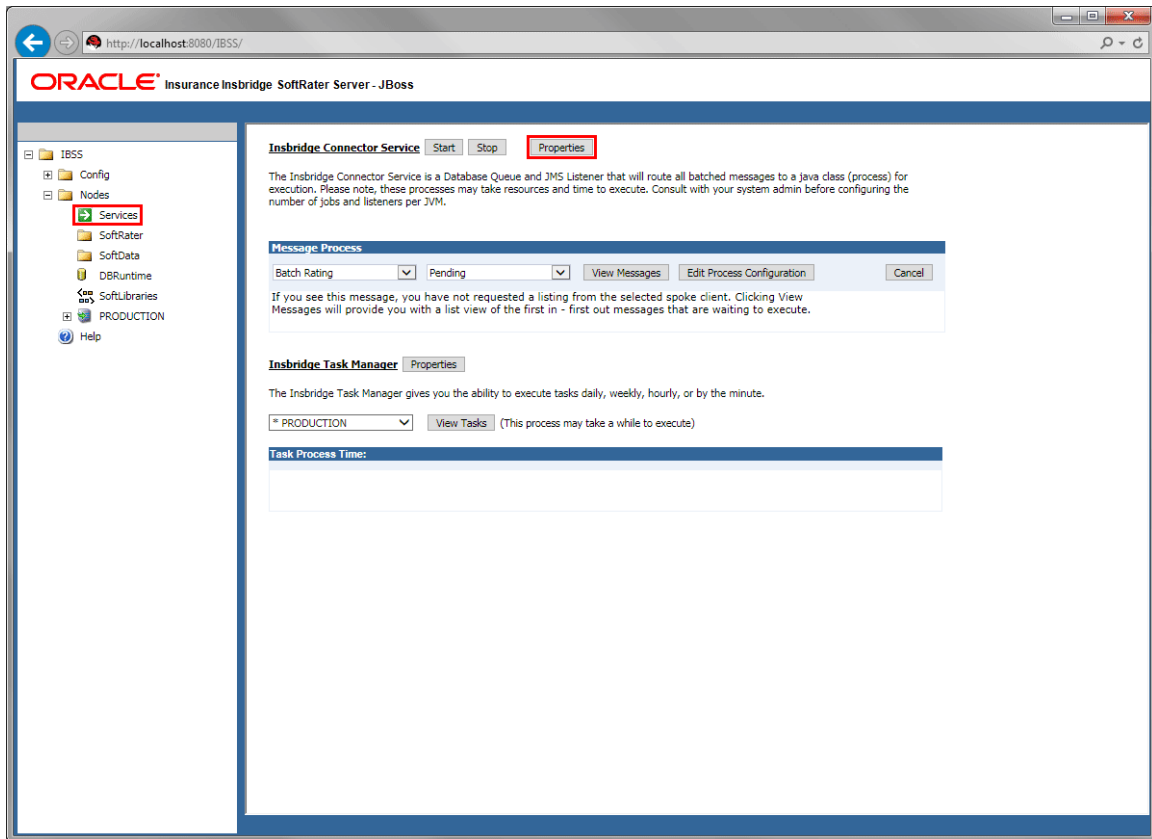 http://localhost:8080/IBSS/
ORACLE Insurance Insbridge SoftRater Server - JBoss
IBSS
Config
Nodes
Services
SoftRater
SoftData
DBRuntime
SoftLibraries
PRODUCTION
Help
Insbridge Connector Service Start Stop Properties
The Insbridge Connector Service is a Database Queue and JMS Listener that will route all batched messages to a java class (process) for
execution. Please note, these processes may take resources and time to execute. Consult with your system admin before configuring the
number of jobs and listeners per JVM.
Message Process
Batch Rating Pending View Messages Edit Process Configuration Cancel
If you see this message, you have not requested a listing from the selected spoke client. Clicking View
Messages will provide you with a list view of the first in - first out messages that are waiting to execute.
Insbridge Task Manager Properties
The Insbridge Task Manager gives you the ability to execute tasks daily, weekly, hourly, or by the minute.
* PRODUCTION View Tasks (This process may take a while to execute)
Task Process Time: